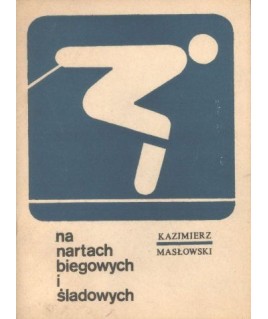 na
nartach
biegowych
i
śladowych
KAZIMIERZ
MASŁOWSKI